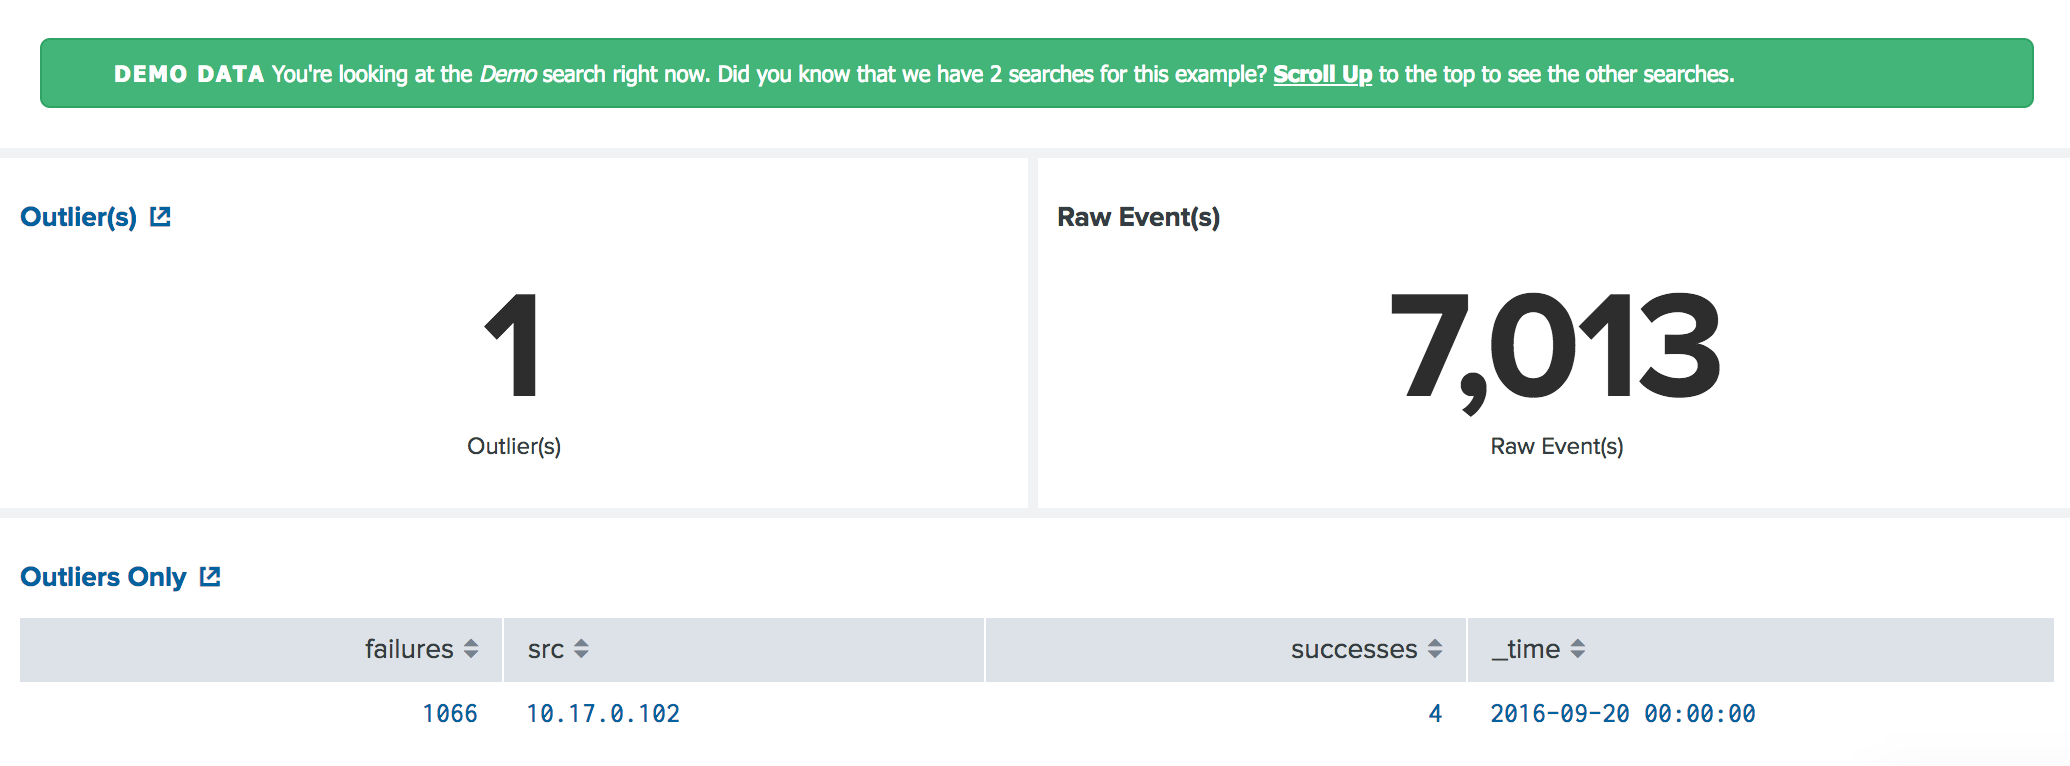 DEMO DATA You're looking at the Demo search right now. Did you know that we have 2 searches for this example? Scroll Up to the top to see the other searches.
Outlier(s)
Raw Event(s)
1
7,013
Outlier(s)
Raw Event(s)
Outliers Only
failures src successes _time
1066 10.17.0.102 4 2016-09-20 00:00:00